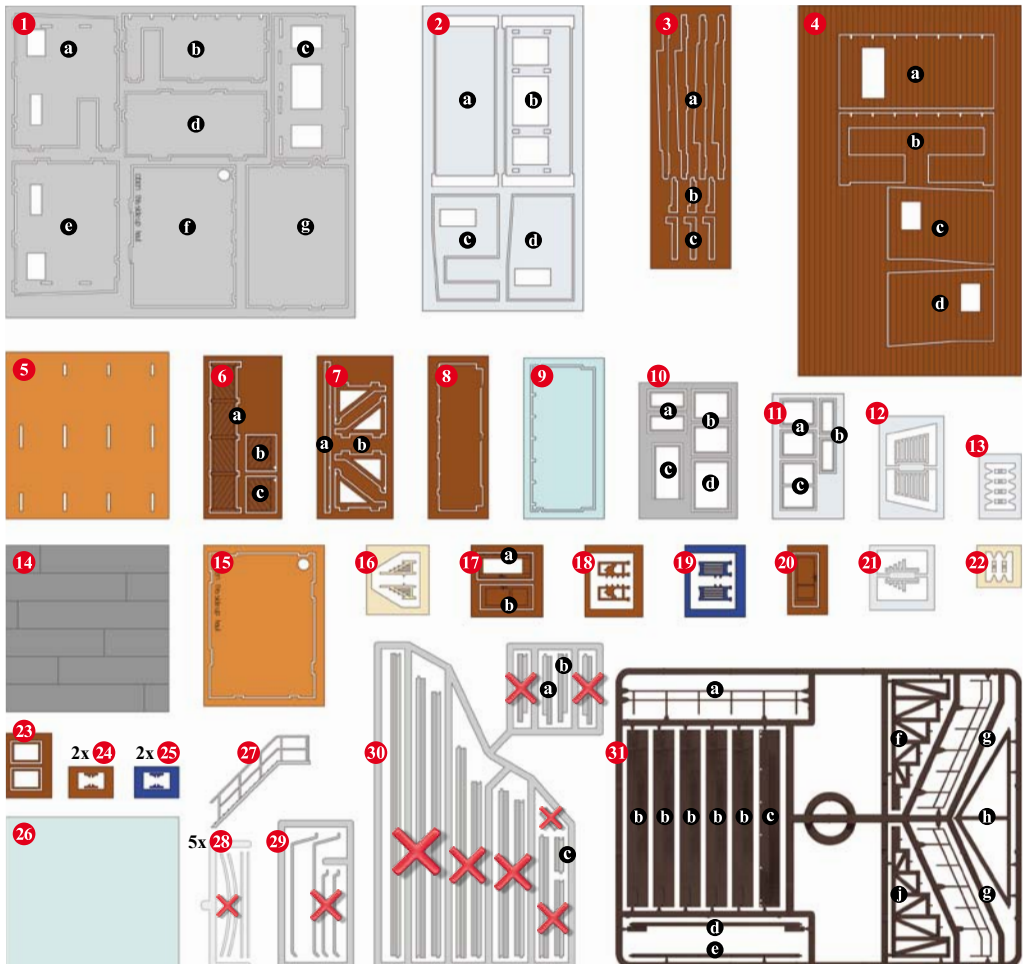 1 a b c 2 3 4
d a b a a
e f g c d b b
c c
d
5 6 7 8 9 10 11 12 13
a a b a b a b
b c c d c
14 15 16 17 18 19 20 21 22
a
b
23 2x 24 2x 25 27 30 b 31 a
a f g
26 5x 28 29 c b b b b b c h
j g
d
e